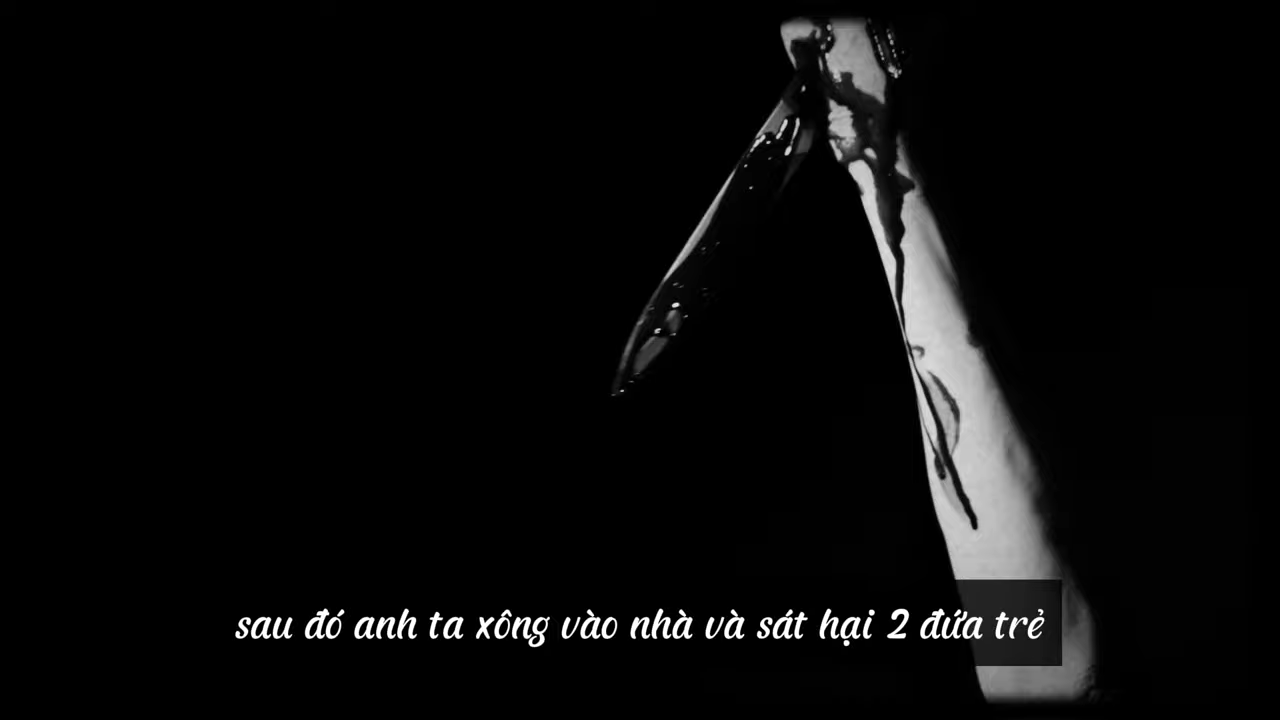 sau đó anh ta xông vào nhà và sát hại 2 đứa trẻ